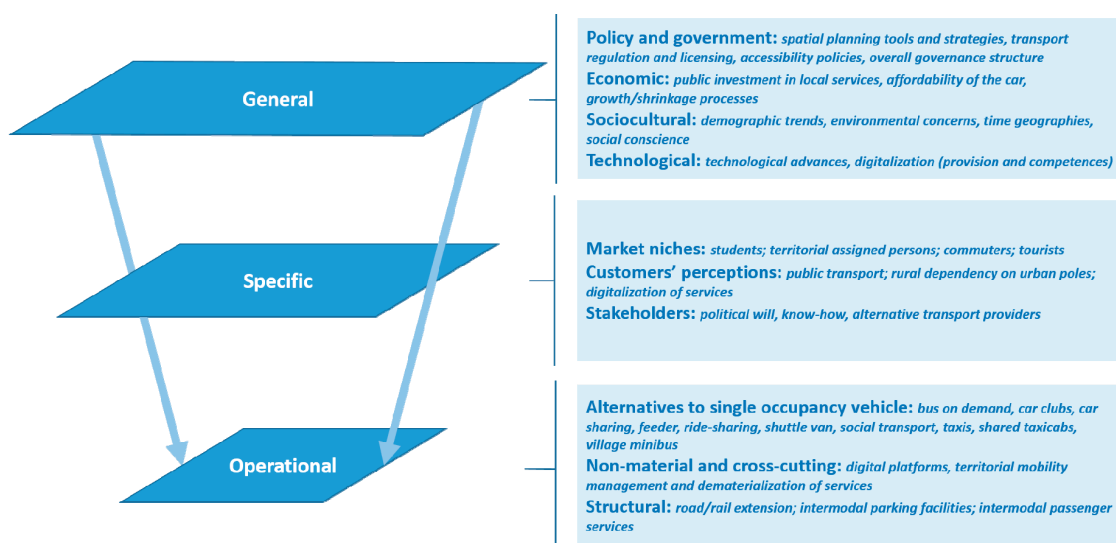 General
Policy and government: spatial planning tools and strategies, transport
regulation and licensing, accessibility policies, overall governance structure
Economic: public investment in local services, affordability of the car,
growth/shrinkage processes
Sociocultural: demographic trends, environmental concerns, time geographies,
social conscience
Technological: technological advances, digitalization (provision and competences)
Specific
Market niches: students; territorial assigned persons; commuters; tourists
Customers' perceptions: public transport; rural dependency on urban poles;
digitalization of services
Stakeholders: political will, know-how, alternative transport providers
Operational
Alternatives to single occupancy vehicle: bus on demand, car clubs, car
sharing, feeder, ride-sharing, shuttle van, social transport, taxis, shared taxicabs,
village minibus
Non-material and cross-cutting: digital platforms, territorial mobility
management and dematerialization of services
Structural: road/rail extension; intermodal parking facilities; intermodal passenger
services